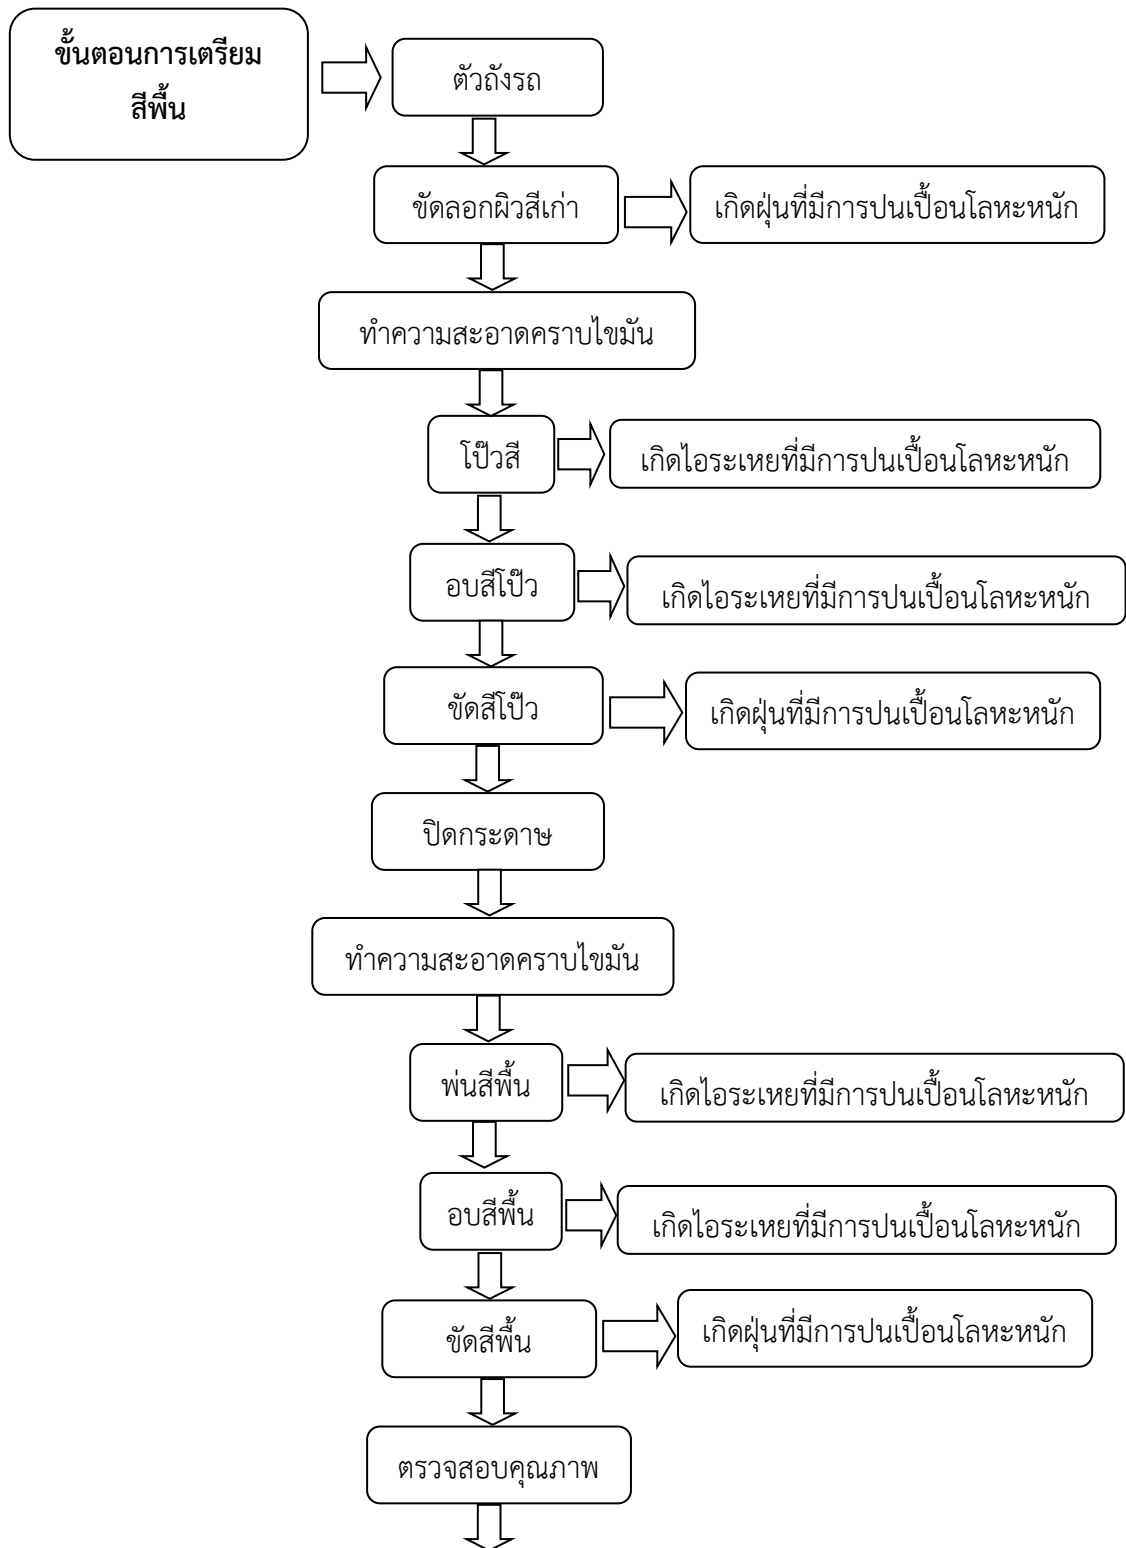 ขั้นตอนการเตรียม
สีพื้น
ตัวถังรถ
ขัดลอกผิวสีเก่า
เกิดฝุ่นที่มีการปนเปื้อนโลหะหนัก
ทำความสะอาดคราบไขมัน
โป๊วสี
เกิดไอระเหยที่มีการปนเปื้อนโลหะหนัก
อบสีโป๊ว
เกิดไอระเหยที่มีการปนเปื้อนโลหะหนัก
ขัดสีโป๊ว
เกิดฝุ่นที่มีการปนเปื้อนโลหะหนัก
ปิดกระดาษ
ทำความสะอาดคราบไขมัน
พ่นสีพื้น
เกิดไอระเหยที่มีการปนเปื้อนโลหะหนัก
อบสีพื้น
เกิดไอระเหยที่มีการปนเปื้อนโลหะหนัก
ขัดสีพื้น
เกิดฝุ่นที่มีการปนเปื้อนโลหะหนัก
ตรวจสอบคุณภาพ